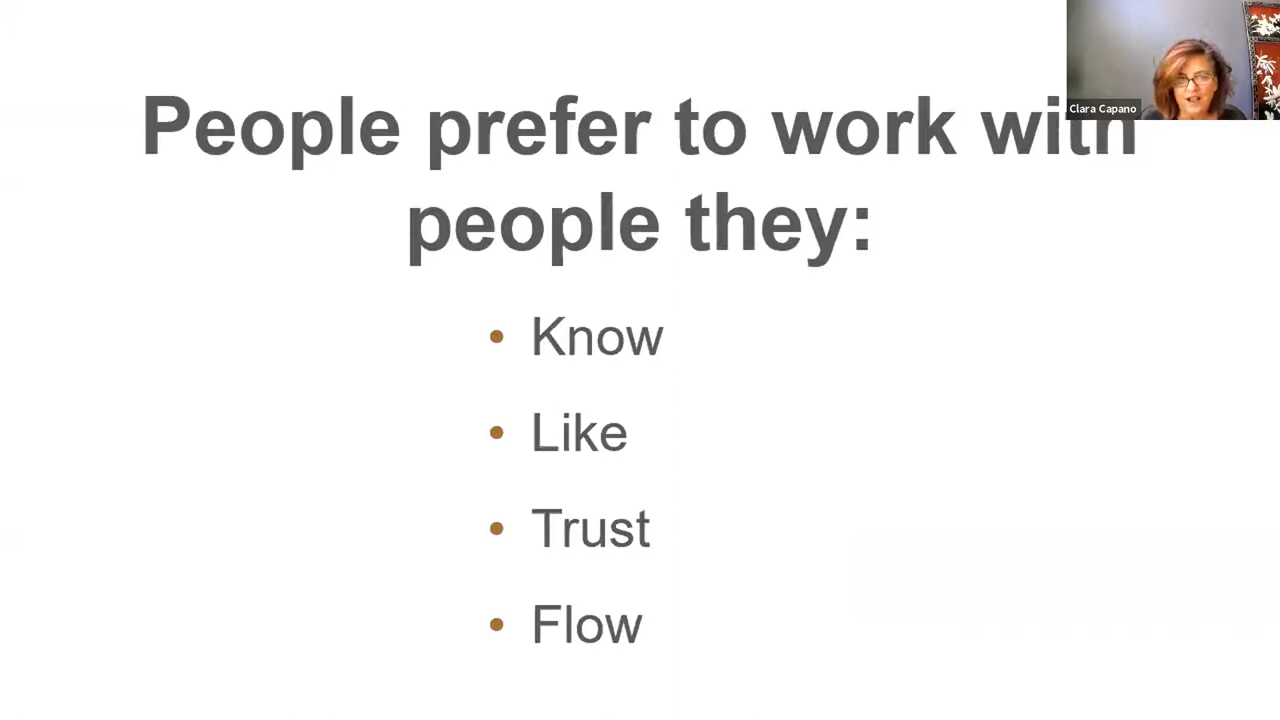 People prefer to work with
people they:
• Know
• Like
• Trust
• Flow
Clara Capano